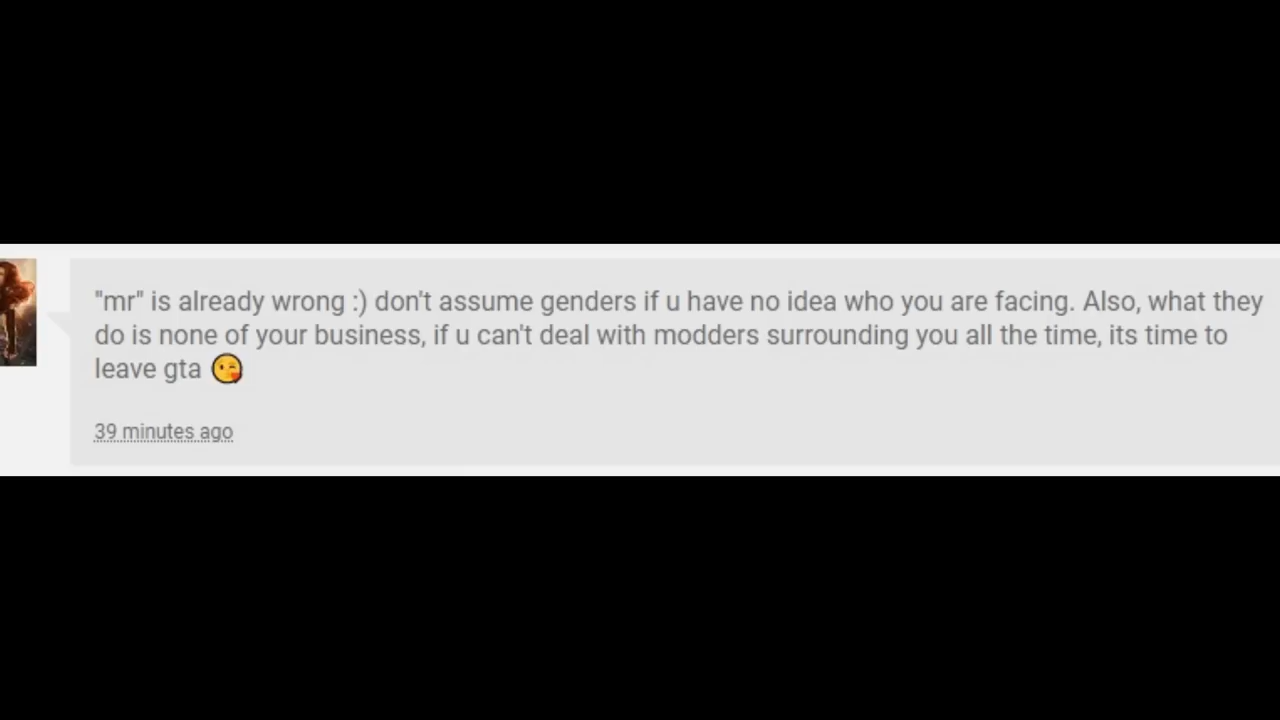 "mr" is already wrong :) don't assume genders if u have no idea who you are facing. Also, what they
do is none of your business, if u can't deal with modders surrounding you all the time, its time to
leave gta 😘
39 minutes ago